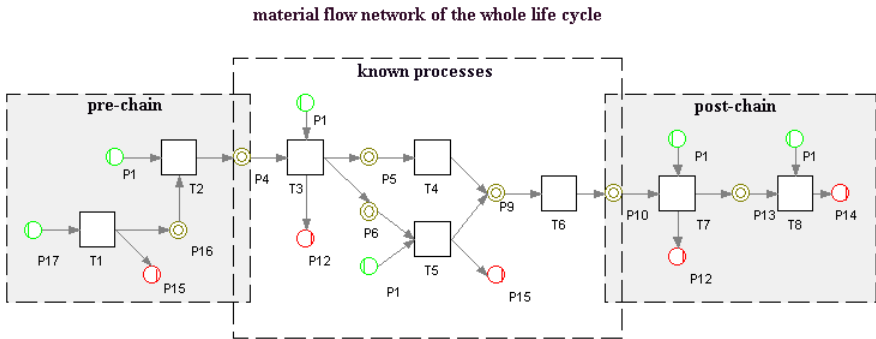 material flow network of the whole life cycle
known processes
pre-chain
post-chain
P1
P1
P1
P1
T2
P4
T3
P5
T4
P9
T6
P10
T7
P13
T8
P14
P6
P16
P17
T1
P12
T5
P12
P15
P1
P15